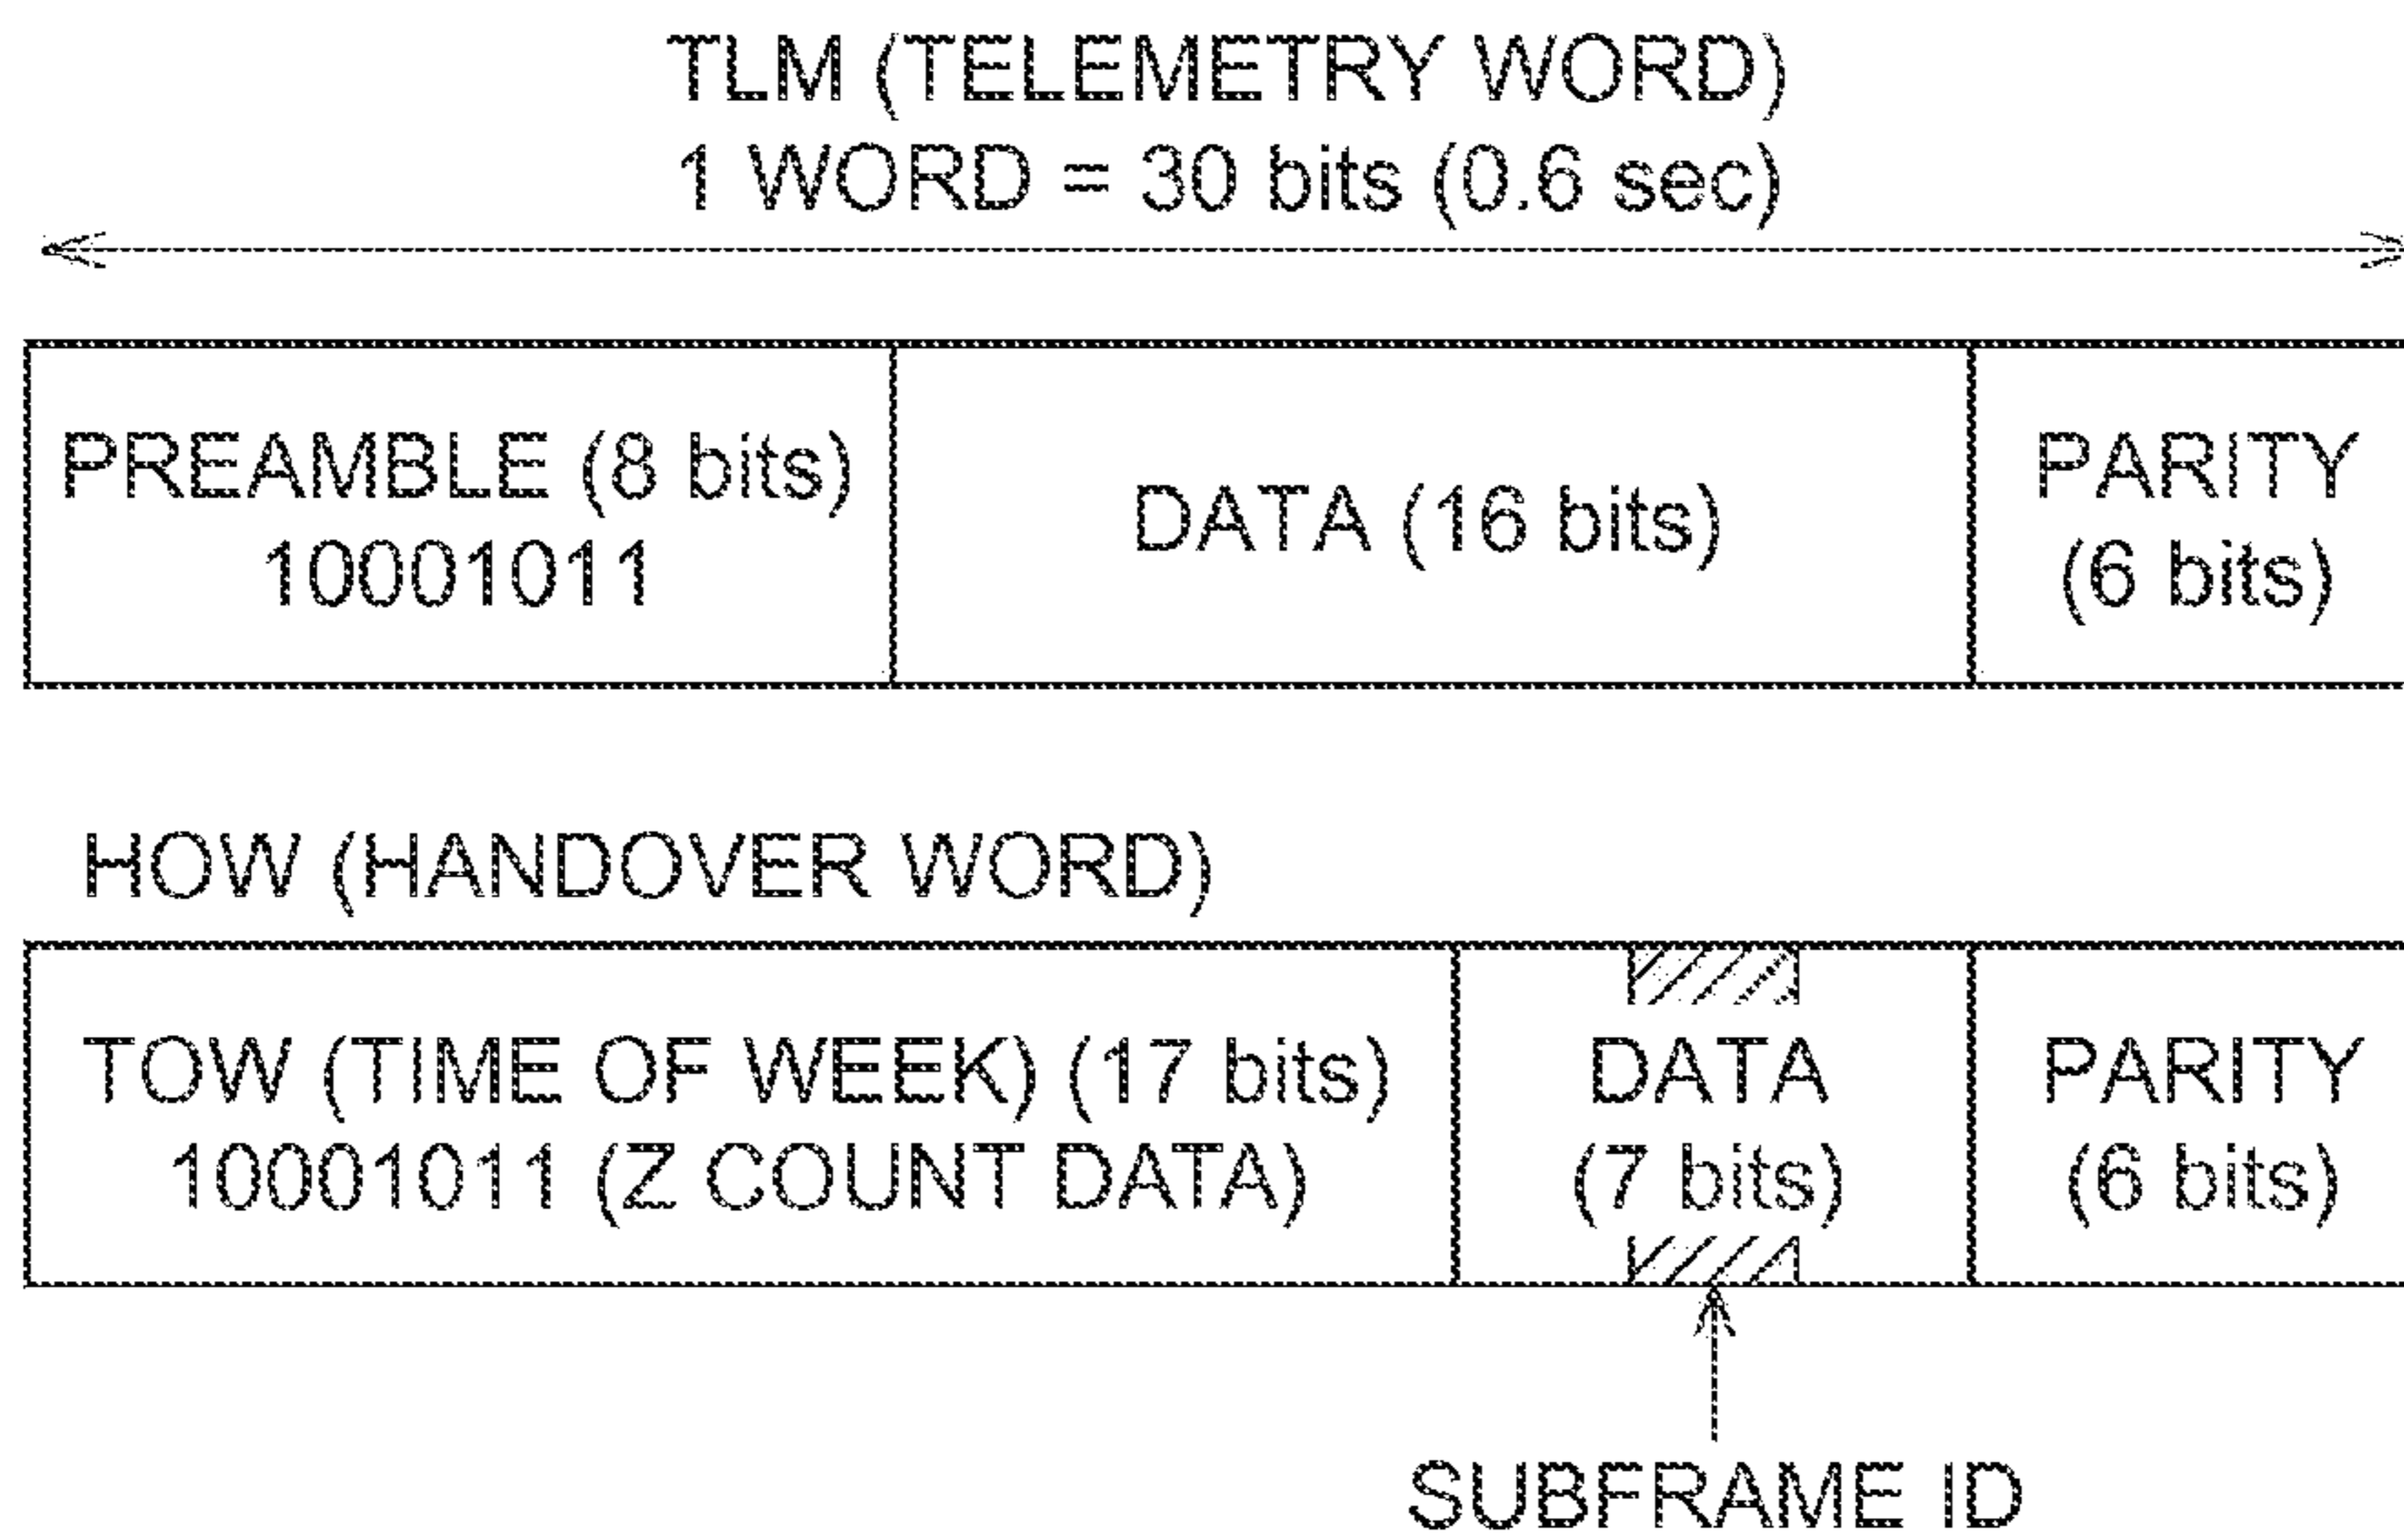 TLM (TELEMETRY WORD)
1 WORD = 30 bits (0.6 sec)
PREAMBLE (8 bits)
10001011
DATA (16 bits)
PARITY
(6 bits)
HOW (HANDOVER WORD)
TOW (TIME OF WEEK) (17 bits)
10001011 (Z COUNT DATA)
DATA
(7 bits)
PARITY
(6 bits)
SUBFRAME ID